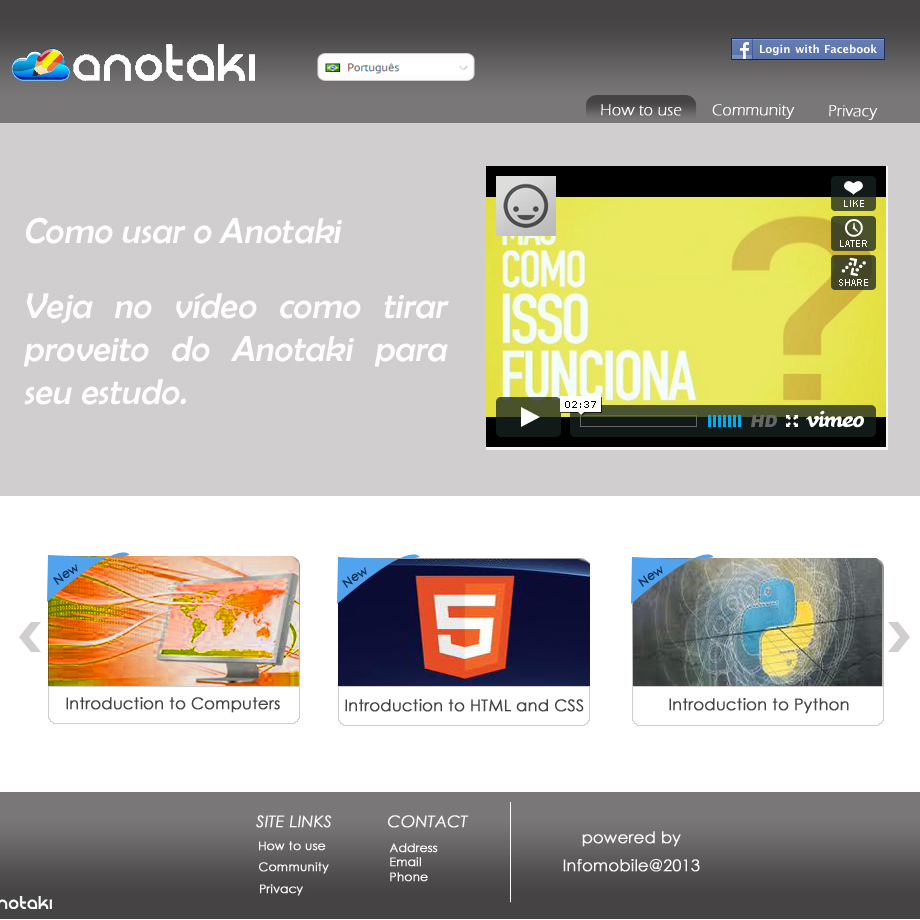 anotaki
Português
Login with Facebook
How to use
Community
Privacy
Como usar o Anotaki
Veja no vídeo como tirar
proveito do Anotaki para
seu estudo.
MAS
COMO
ISSO
FUNCIONA
?
LIKE
LATER
SHARE
02:37
HD
vimeo
New
New
New
Introduction to Computers
Introduction to HTML and CSS
Introduction to Python
SITE LINKS
How to use
Community
Privacy
CONTACT
Address
Email
Phone
powered by
Infomobile@2013
notaki